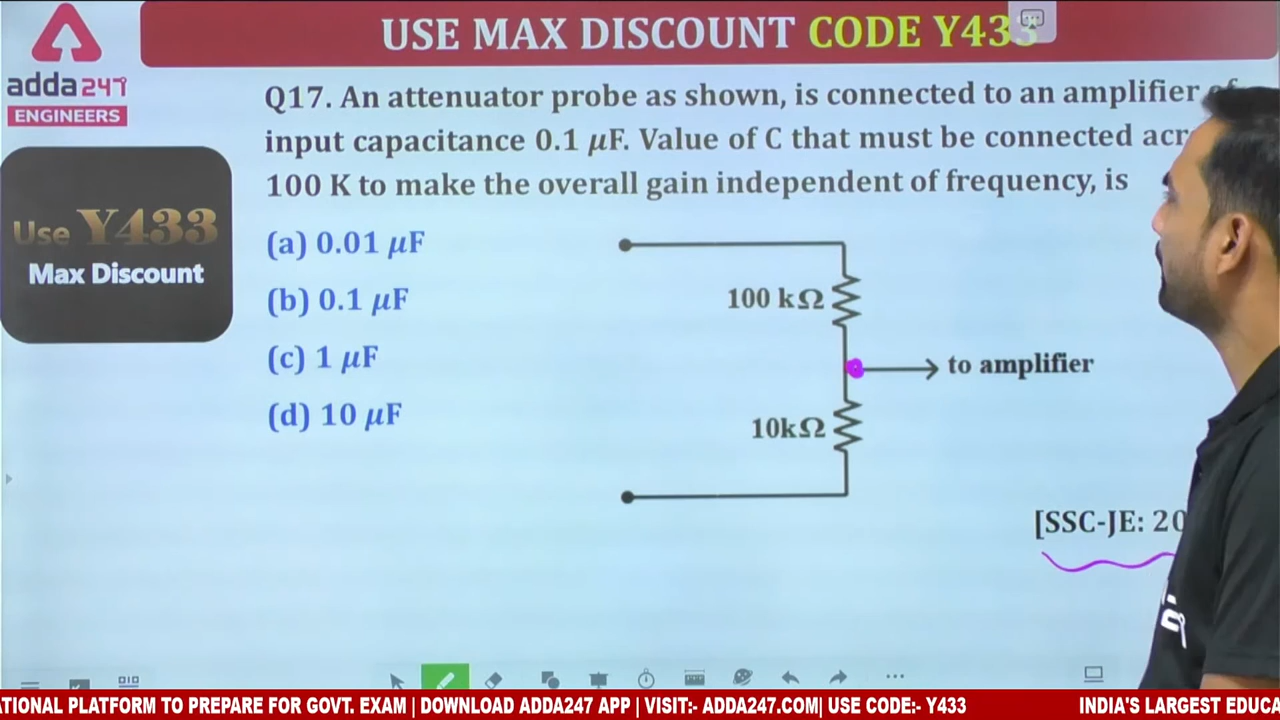 USE MAX DISCOUNT CODE Y433
adda247
ENGINEERS
Use Y433
Max Discount
Q17. An attenuator probe as shown, is connected to an amplifier of
input capacitance 0.1 μF. Value of C that must be connected
100 K to make the overall gain independent of frequency, is
(a) 0.01 μF
(b) 0.1 μF
(c) 1 μF
(d) 10 μF
100 kΩ
to amplifier
10kΩ
[SSC-JE:
PLATFORM TO PREPARE FOR GOVT. EXAM | DOWNLOAD ADDA247 APP | VISIT:- ADDA247.COM| USE CODE:- Y433
INDIA'S LARGEST